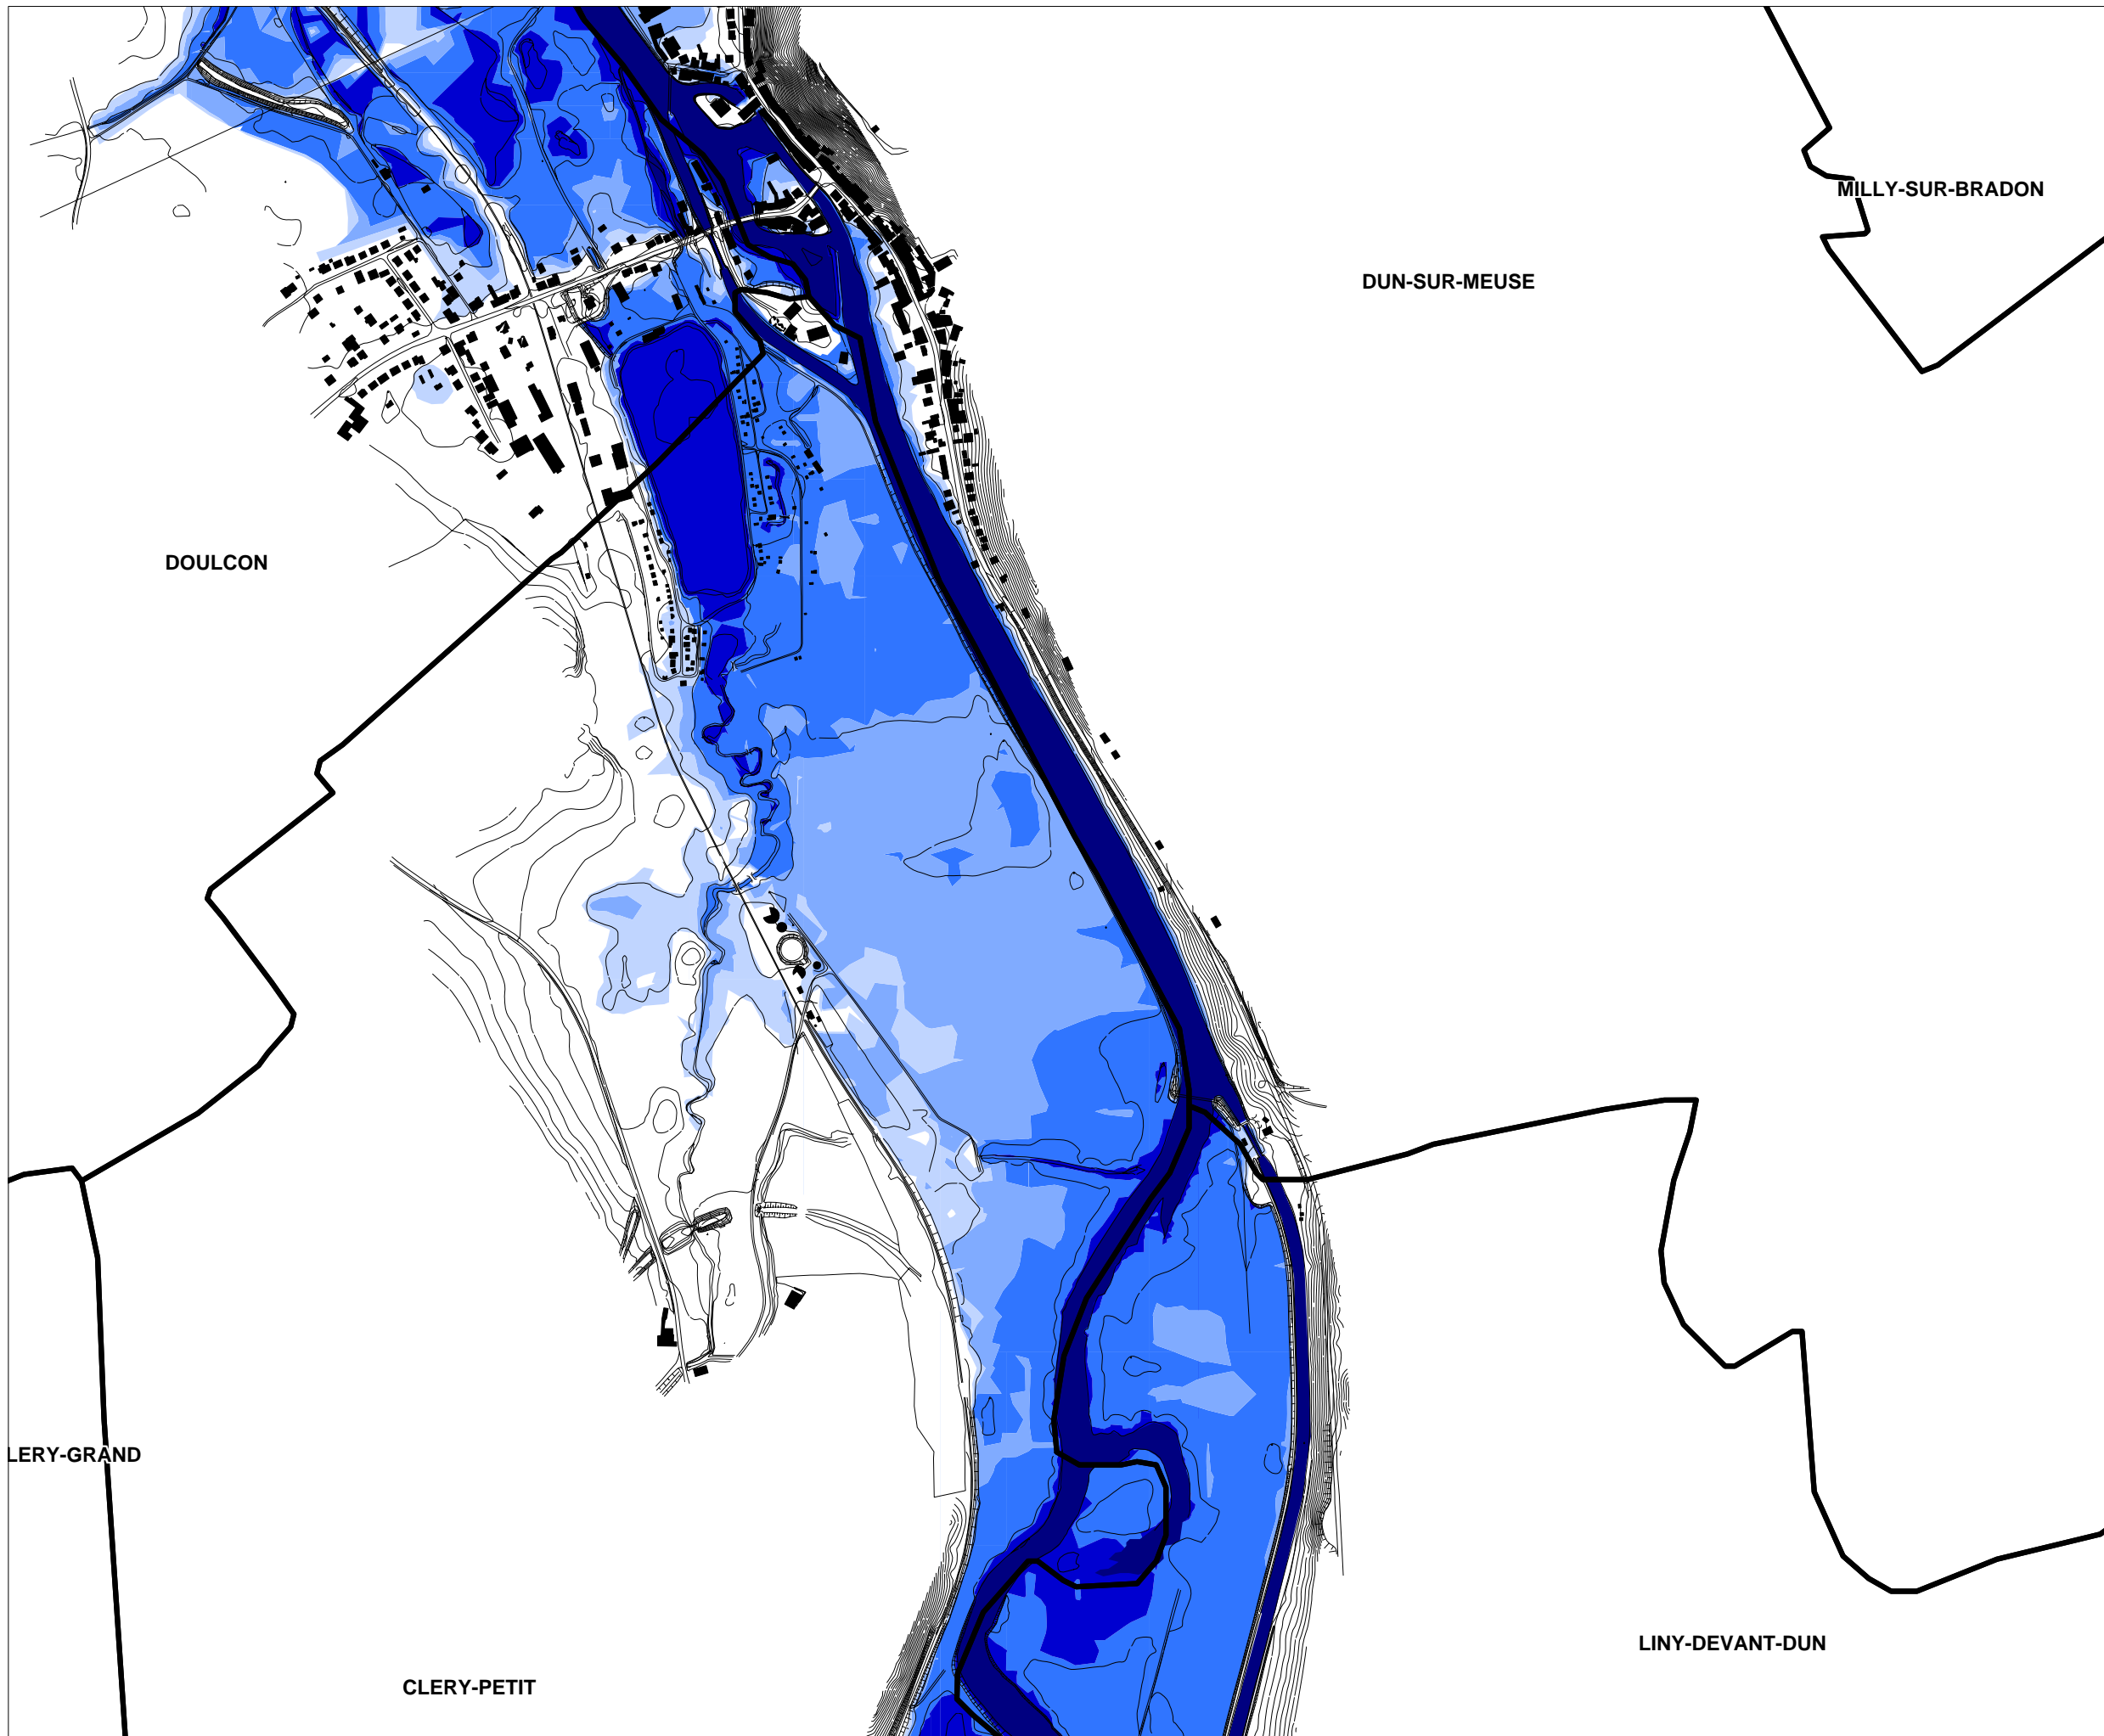 MILLY-SUR-BRADON
DUN-SUR-MEUSE
DOULCON
LERY-GRAND
LINY-DEVANT-DUN
CLERY-PETIT